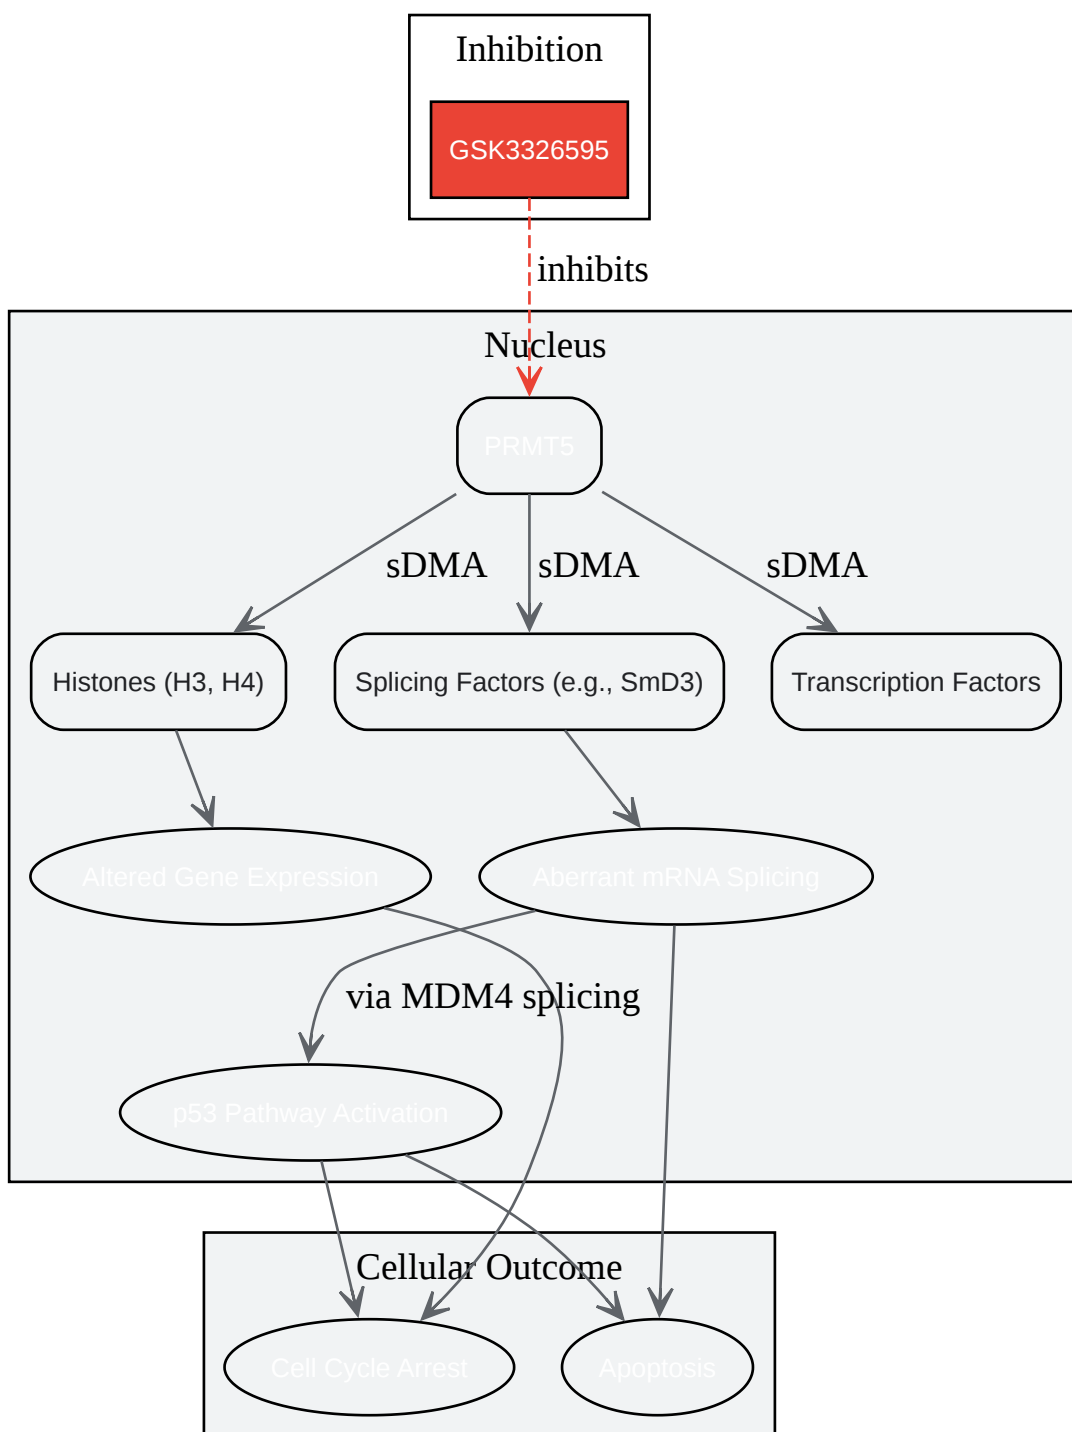 Inhibition
GSK3326595
inhibits
Nucleus
PRMT5
sDMA
sDMA
sDMA
Histones (H3, H4)
Splicing Factors (e.g., SmD3)
Transcription Factors
Altered Gene Expression
Aberrant mRNA Splicing
via MDM4 splicing
p53 Pathway Activation
Cellular Outcome
Cell Cycle Arrest
Apoptosis